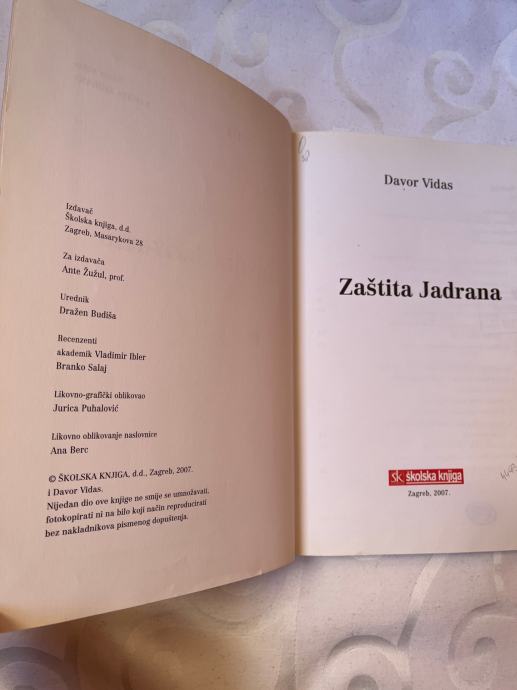 Izdavač
Školska knjiga, d.d.
Zagreb, Masarykova 28
Za izdavača
Ante Žužul, prof.
Urednik
Dražen Budiša
Recenzenti
akademik Vladimir Ibler
Branko Salaj
Likovno-grafički oblikovao
Jurica Puhalović
Likovno oblikovanje naslovnice
Ana Berc
© ŠKOLSKA KNJIGA, d.d., Zagreb, 2007.
i Davor Vidas.
Nijedan dio ove knjige ne smije se umnožavati,
fotokopirati ni na bilo koji način reproducirati
bez nakladnikova pismenog dopuštenja.
Davor Vidas
Zaštita Jadrana
sk školska knjiga
Zagreb, 2007.